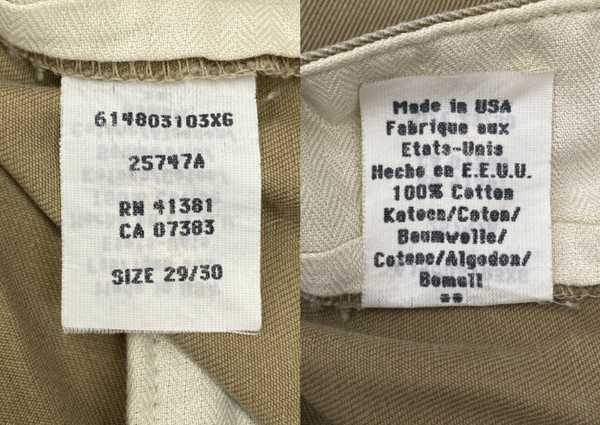 614803103XG
25747A
RN 41381
CA 07383
SIZE 29/30
Made in USA
Fabrique aux
Etats-Unis
Hecho en E.E.U.U.
100% Cotton
Katoen/Coton/
Baumwolle/
Cotone/Algodon/
Bomull